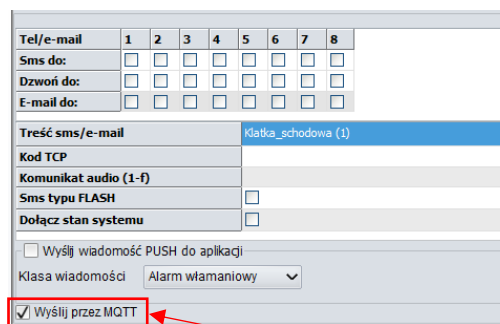 Tel/e-mail 1 2 3 4 5 6 7 8
Sms do:
Dzwoń do:
E-mail do:
Treść sms/e-mail Klatka_schodowa (1)
Kod TCP
Komunikat audio (1-f)
Sms typu FLASH
Dołącz stan systemu
Wyślij wiadomość PUSH do aplikacji
Klasa wiadomości Alarm włamaniowy
Wyślij przez MQTT